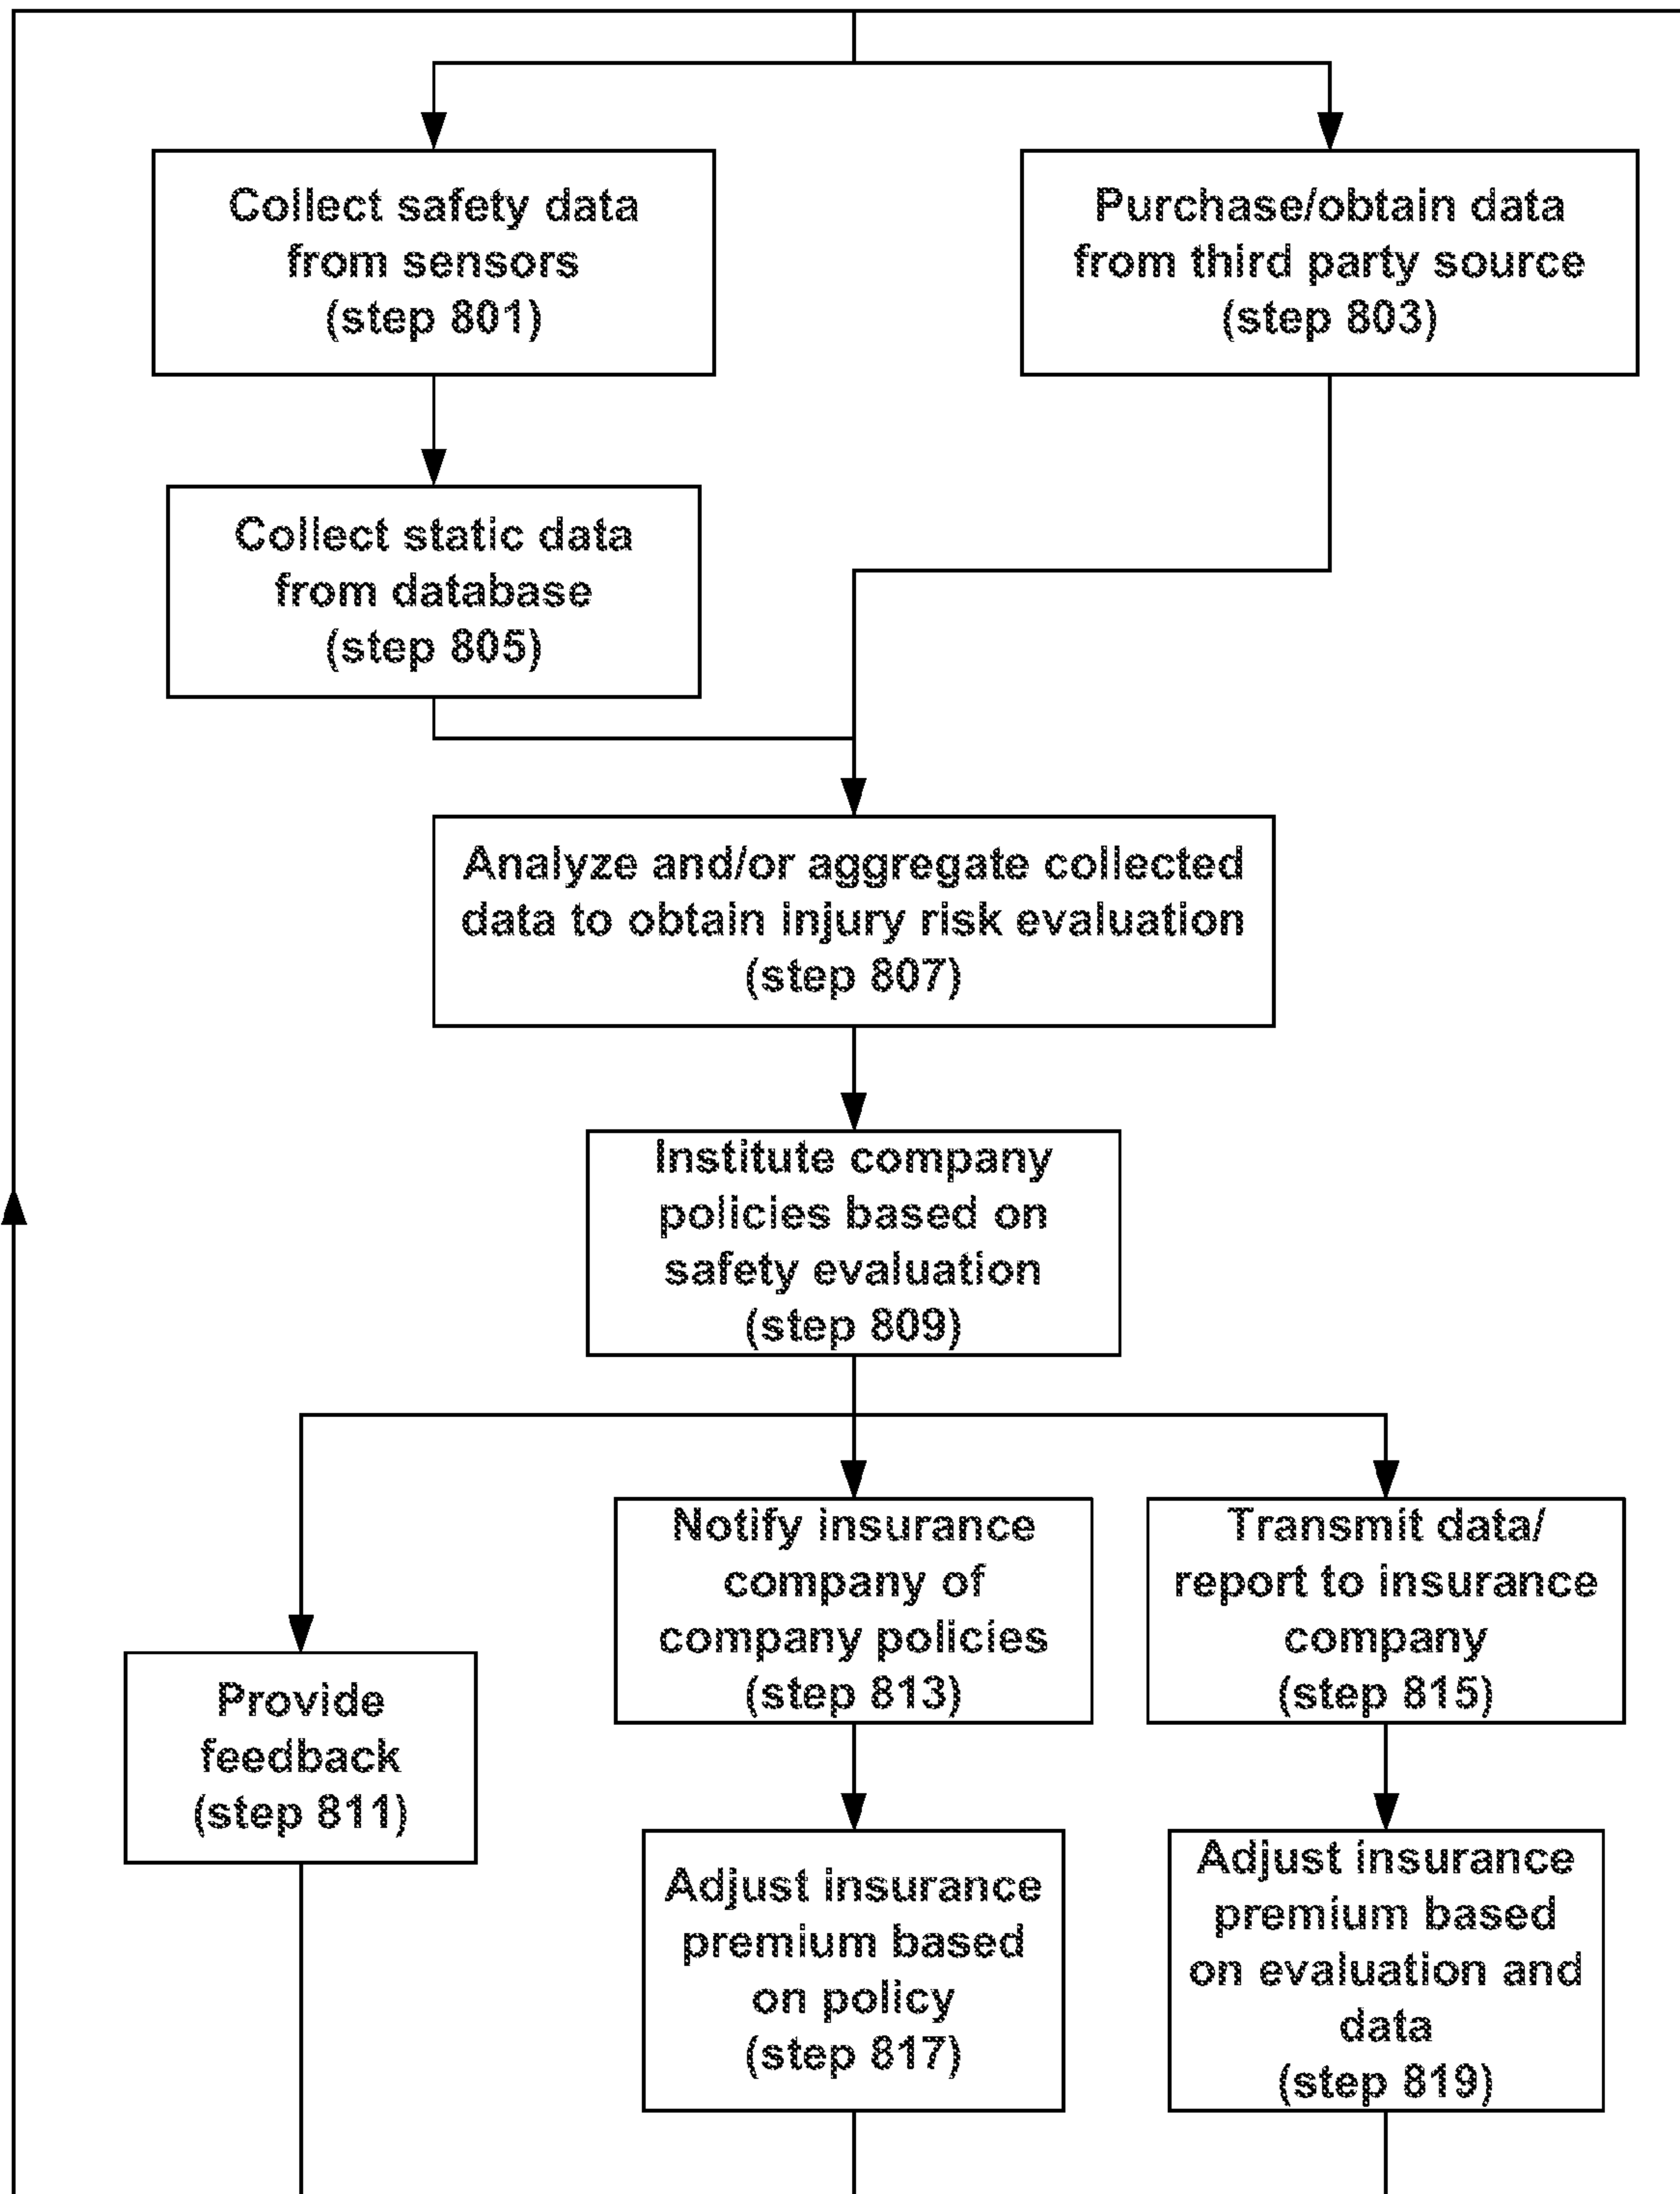 Collect safety data
from sensors
(step 801)
Purchase/obtain data
from third party source
(step 803)
Collect static data
from database
(step 805)
Analyze and/or aggregate collected
data to obtain injury risk evaluation
(step 807)
Institute company
policies based on
safety evaluation
(step 809)
Notify insurance
company of
company policies
(step 813)
Transmit data/
report to insurance
company
(step 815)
Provide
feedback
(step 811)
Adjust insurance
premium based
on policy
(step 817)
Adjust insurance
premium based
on evaluation and
data
(step 819)